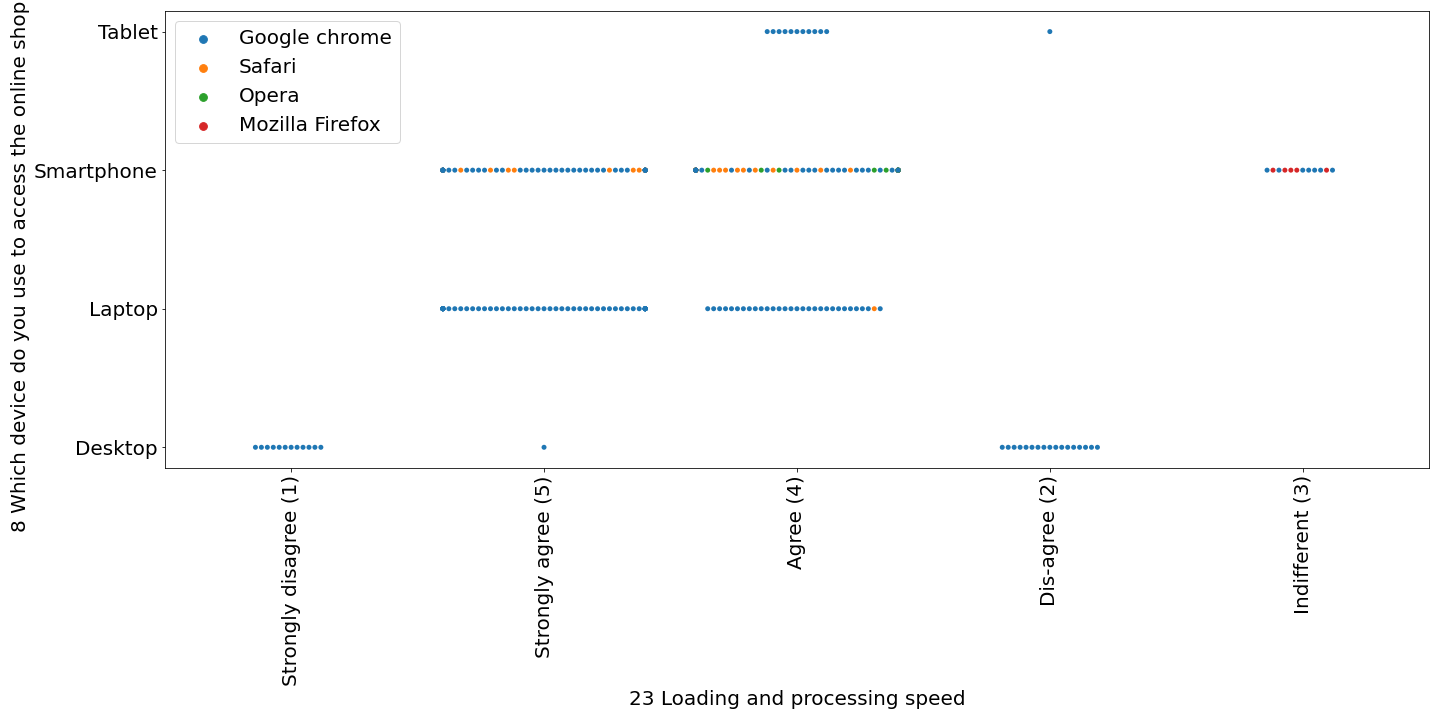 8 Which device do you use to access the online shop
Tablet
Smartphone
Laptop
Desktop
Google chrome
Safari
Opera
Mozilla Firefox
Strongly disagree (1)
Strongly agree (5)
Agree (4)
Dis-agree (2)
Indifferent (3)
23 Loading and processing speed